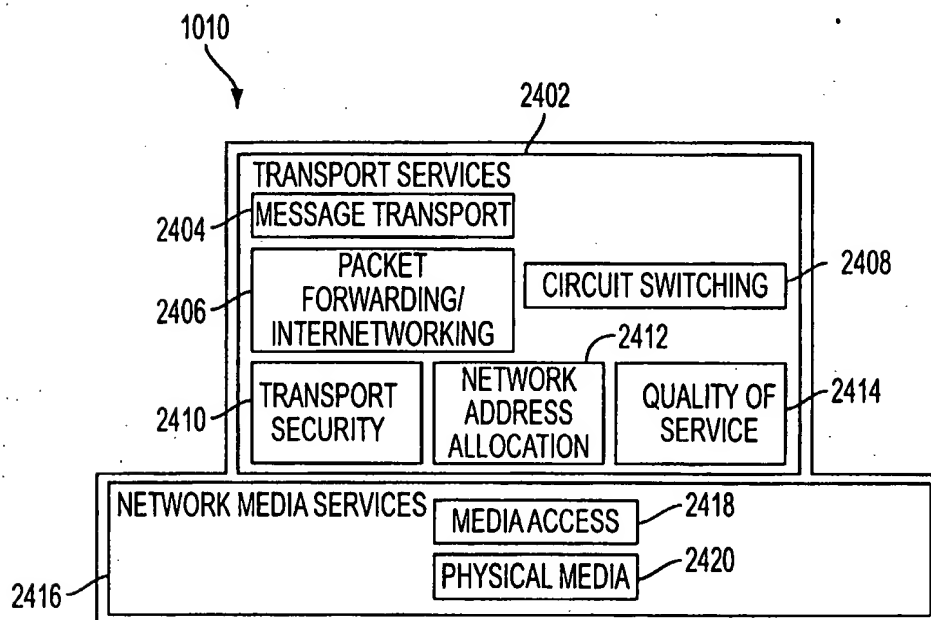 1010
2402
TRANSPORT SERVICES
2404
MESSAGE TRANSPORT
2406
PACKET
FORWARDING/
INTERNETWORKING
CIRCUIT SWITCHING
2408
2410
TRANSPORT
SECURITY
2412
NETWORK
ADDRESS
ALLOCATION
QUALITY OF
SERVICE
2414
NETWORK MEDIA SERVICES
MEDIA ACCESS
2418
PHYSICAL MEDIA
2420
2416